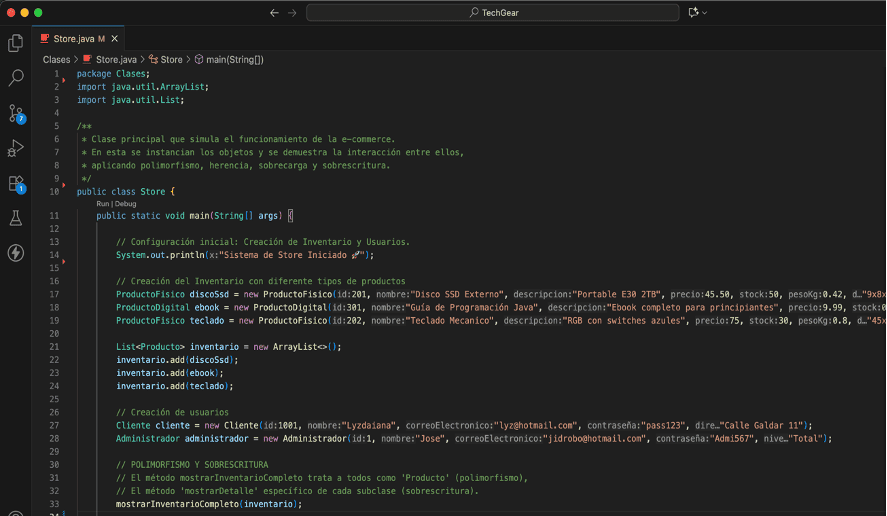 TechGear
Store.java M
Clases > Store.java > Store > main(String[])
1 package Clases;
2 import java.util.ArrayList;
3 import java.util.List;
4
5 /**
6 * Clase principal que simula el funcionamiento de la e-commerce.
7 * En esta se instancian los objetos y se demuestra la interacción entre ellos,
8 * aplicando polimorfismo, herencia, sobrecarga y sobrescritura.
9 */
10 public class Store {
Run | Debug
11 public static void main(String[] args) {
12
13 // Configuración inicial: Creación de Inventario y Usuarios.
14 System.out.println(x:"Sistema de Store Iniciado 🚀");
15
16 // Creación del Inventario con diferente tipos de productos
17 ProductoFisico discoSsd = new ProductoFisico(id:201, nombre:"Disco SSD Externo", descripcion:"Portable E30 2TB", precio:45.50, stock:50, pesoKg:0.42, d…"9x8x
18 ProductoDigital ebook = new ProductoDigital(id:301, nombre:"Guía de Programación Java", descripcion:"Ebook completo para principiantes", precio:9.99, stock:0
19 ProductoFisico teclado = new ProductoFisico(id:202, nombre:"Teclado Mecanico", descripcion:"RGB con switches azules", precio:75, stock:30, pesoKg:0.8, d…"45x
20
21 List<Producto> inventario = new ArrayList<>();
22 inventario.add(discoSsd);
23 inventario.add(ebook);
24 inventario.add(teclado);
25
26 // Creación de usuarios
27 Cliente cliente = new Cliente(id:1001, nombre:"Lyzdaiana", correoElectronico:"lyz@hotmail.com", contraseña:"pass123", dire…"Calle Galdar 11");
28 Administrador administrador = new Administrador(id:1, nombre:"Jose", correoElectronico:"jidrobo@hotmail.com", contraseña:"Admi567", nive…"Total");
29
30 // POLIMORFISMO Y SOBRESCRITURA
31 // El método mostrarInventarioCompleto trata a todos como 'Producto' (polimorfismo),
32 // El método 'mostrarDetalle' específico de cada subclase (sobrescritura).
33 mostrarInventarioCompleto(inventario);
34
7
1